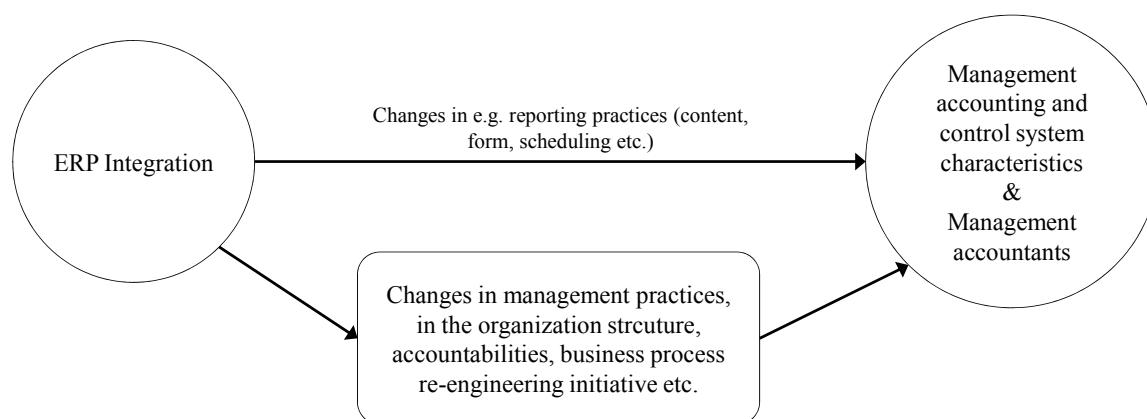 ERP Integration
Changes in e.g. reporting practices (content,
form, scheduling etc.)
Management
accounting and
control system
characteristics
&
Management
accountants
Changes in management practices,
in the organization strcuture,
accountabilities, business process
re-engineering initiative etc.